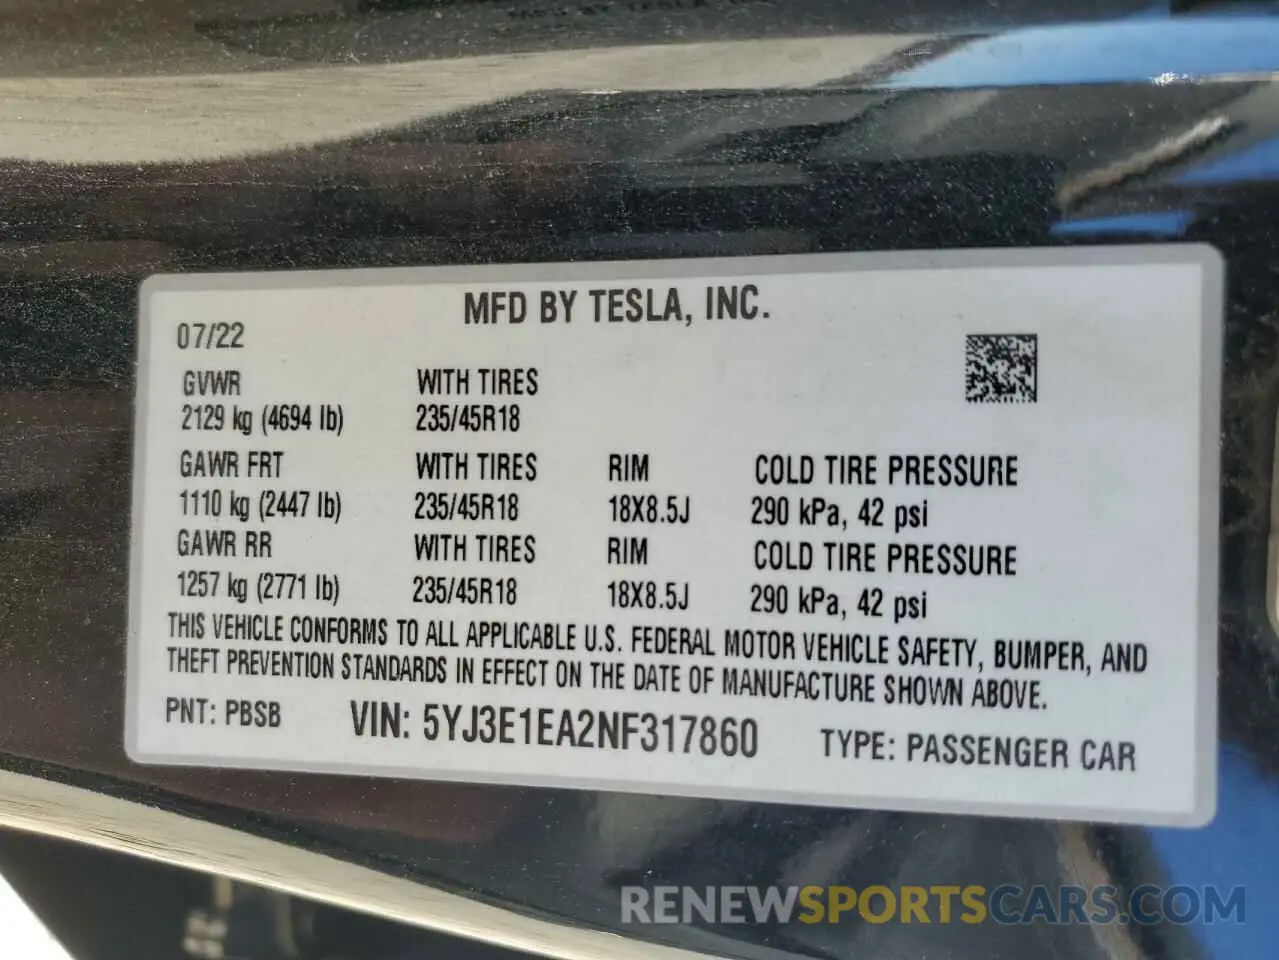 MFD BY TESLA, INC.
07/22
GVWR WITH TIRES
2129 kg (4694 lb) 235/45R18
GAWR FRT WITH TIRES RIM COLD TIRE PRESSURE
1110 kg (2447 lb) 235/45R18 18X8.5J 290 kPa, 42 psi
GAWR RR WITH TIRES RIM COLD TIRE PRESSURE
1257 kg (2771 lb) 235/45R18 18X8.5J 290 kPa, 42 psi
THIS VEHICLE CONFORMS TO ALL APPLICABLE U.S. FEDERAL MOTOR VEHICLE SAFETY, BUMPER, AND
THEFT PREVENTION STANDARDS IN EFFECT ON THE DATE OF MANUFACTURE SHOWN ABOVE.
PNT: PBSB VIN: 5YJ3E1EA2NF317860 TYPE: PASSENGER CAR
RENEWSPORTSCARS.COM